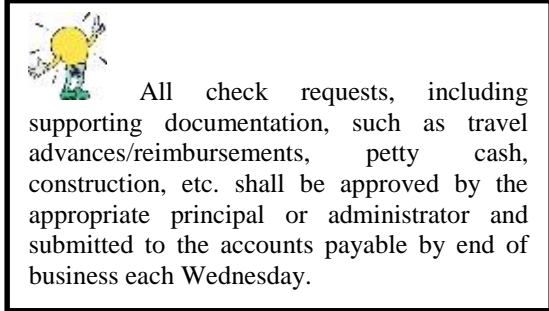 All check requests, including
supporting documentation, such as travel
advances/reimbursements, petty cash,
construction, etc. shall be approved by the
appropriate principal or administrator and
submitted to the accounts payable by end of
business each Wednesday.